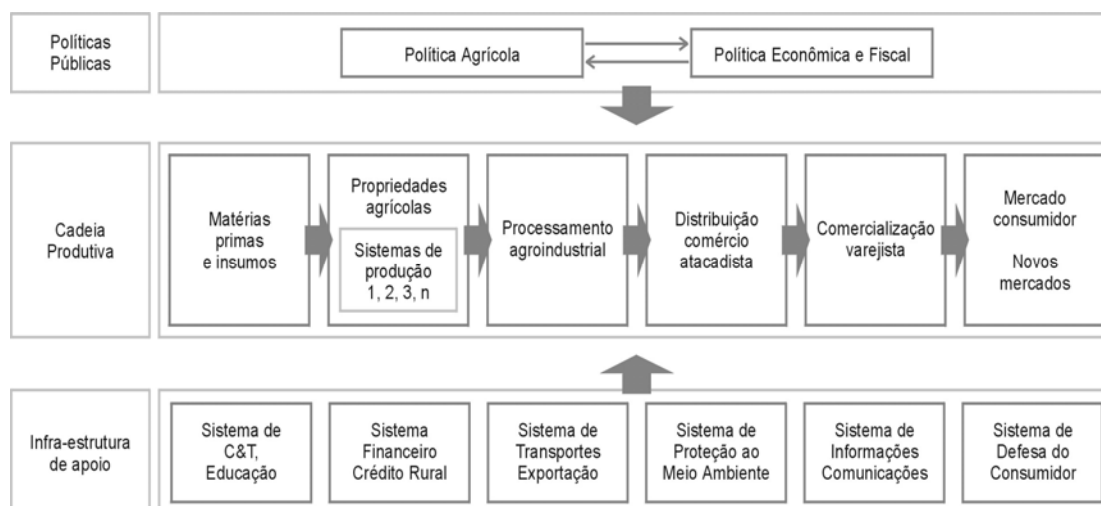 Políticas
Públicas
Política Agrícola
Política Econômica e Fiscal
Cadeia
Produtiva
Matérias
primas
e insumos
Propriedades
agrícolas
Sistemas de
produção
1, 2, 3, n
Processamento
agroindustrial
Distribuição
comércio
atacadista
Comercialização
varejista
Mercado
consumidor
Novos
mercados
Infra-estrutura
de apoio
Sistema de
C&T,
Educação
Sistema
Financeiro
Crédito Rural
Sistema de
Transportes
Exportação
Sistema de
Proteção ao
Meio Ambiente
Sistema de
Informações
Comunicações
Sistema de
Defesa do
Consumidor